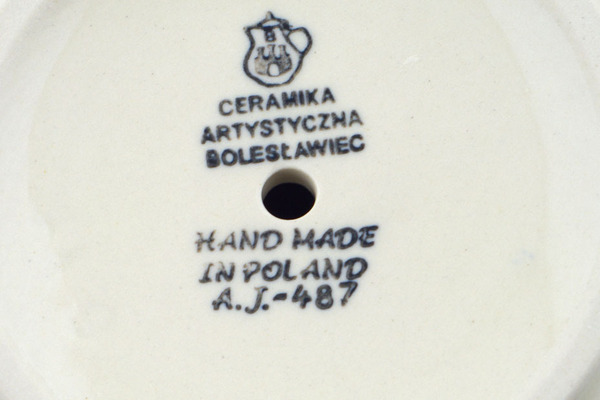 B
CERAMIKA
ARTYSTYCZNA
BOLESŁAWIEC
HAND MADE
IN POLAND
A.J.-487